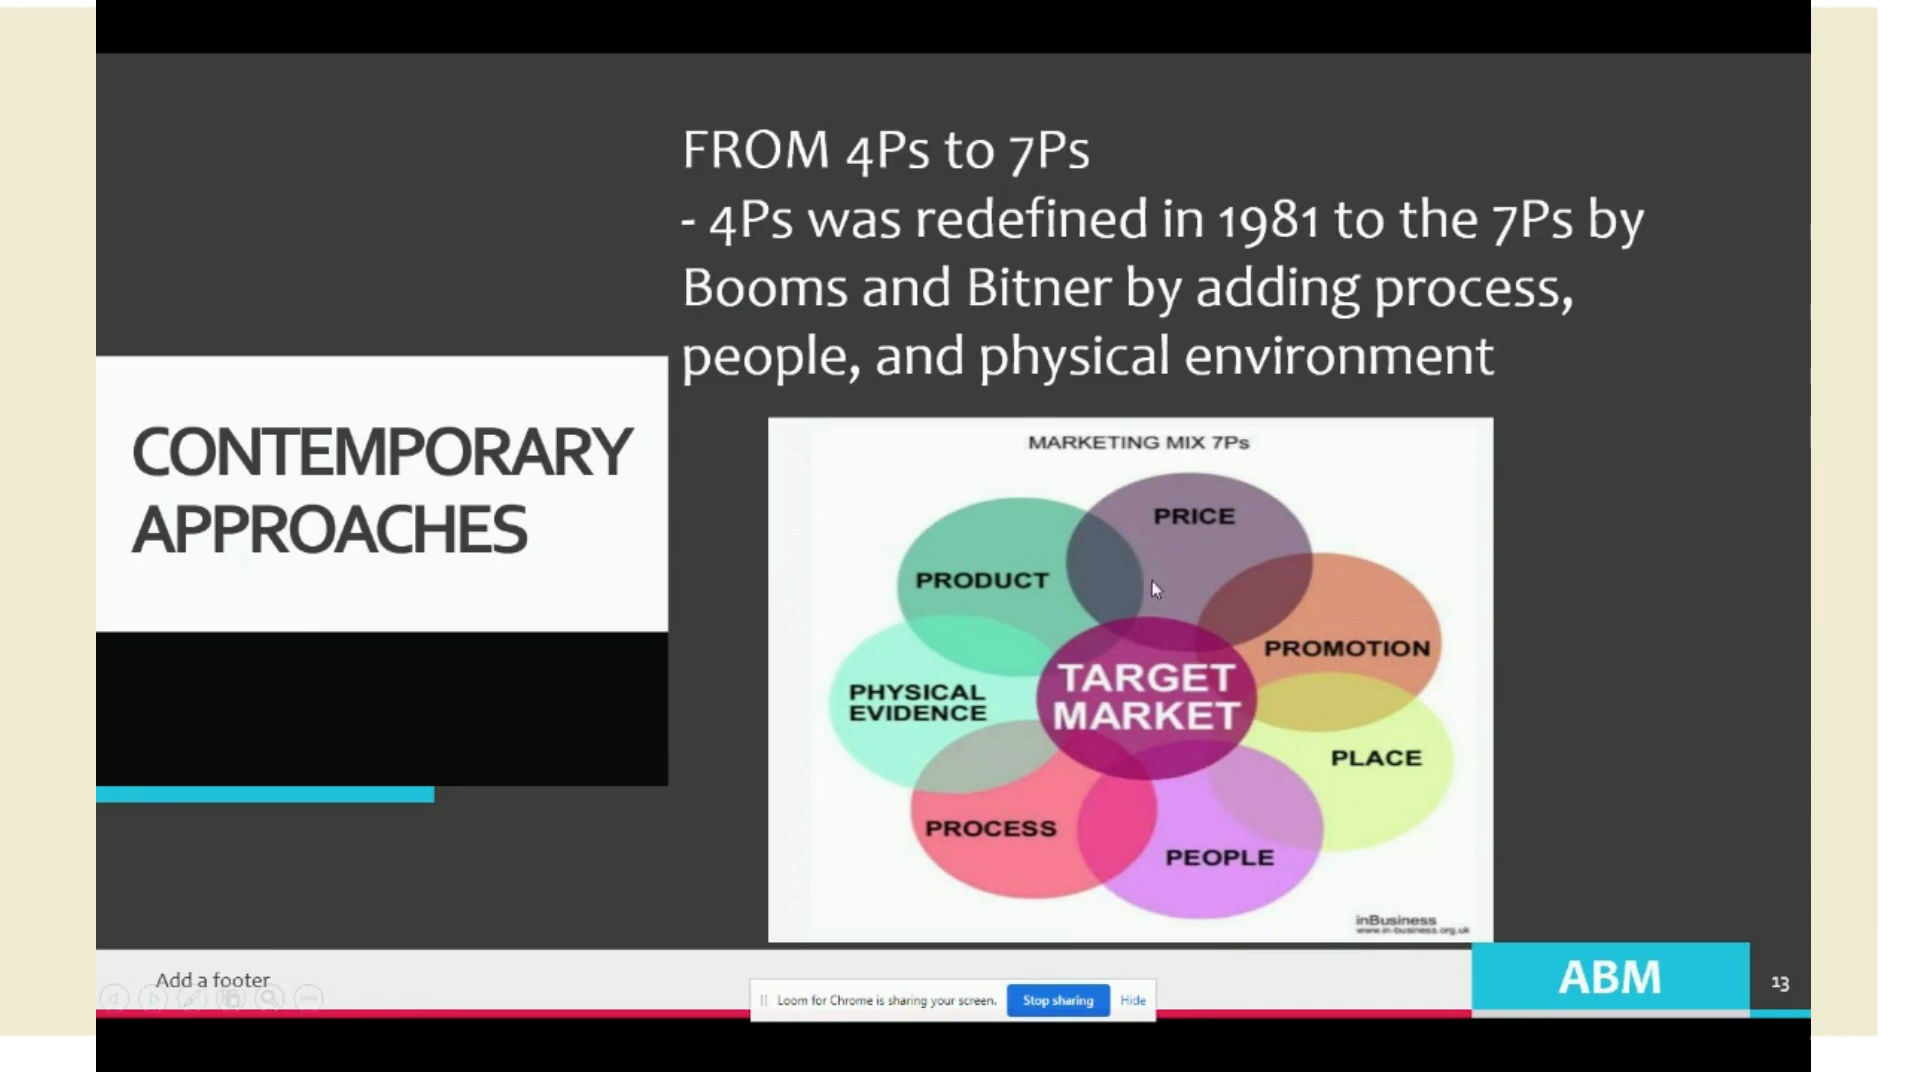 FROM 4Ps to 7Ps
- 4Ps was redefined in 1981 to the 7Ps by
Booms and Bitner by adding process,
people, and physical environment
CONTEMPORARY
APPROACHES
MARKETING MIX 7Ps
PRICE
PRODUCT
PROMOTION
TARGET
MARKET
PHYSICAL
EVIDENCE
PLACE
PROCESS
PEOPLE
inBusiness
www.in-business.org.uk
Add a footer
Loom for Chrome is sharing your screen. Stop sharing Hide
ABM
13